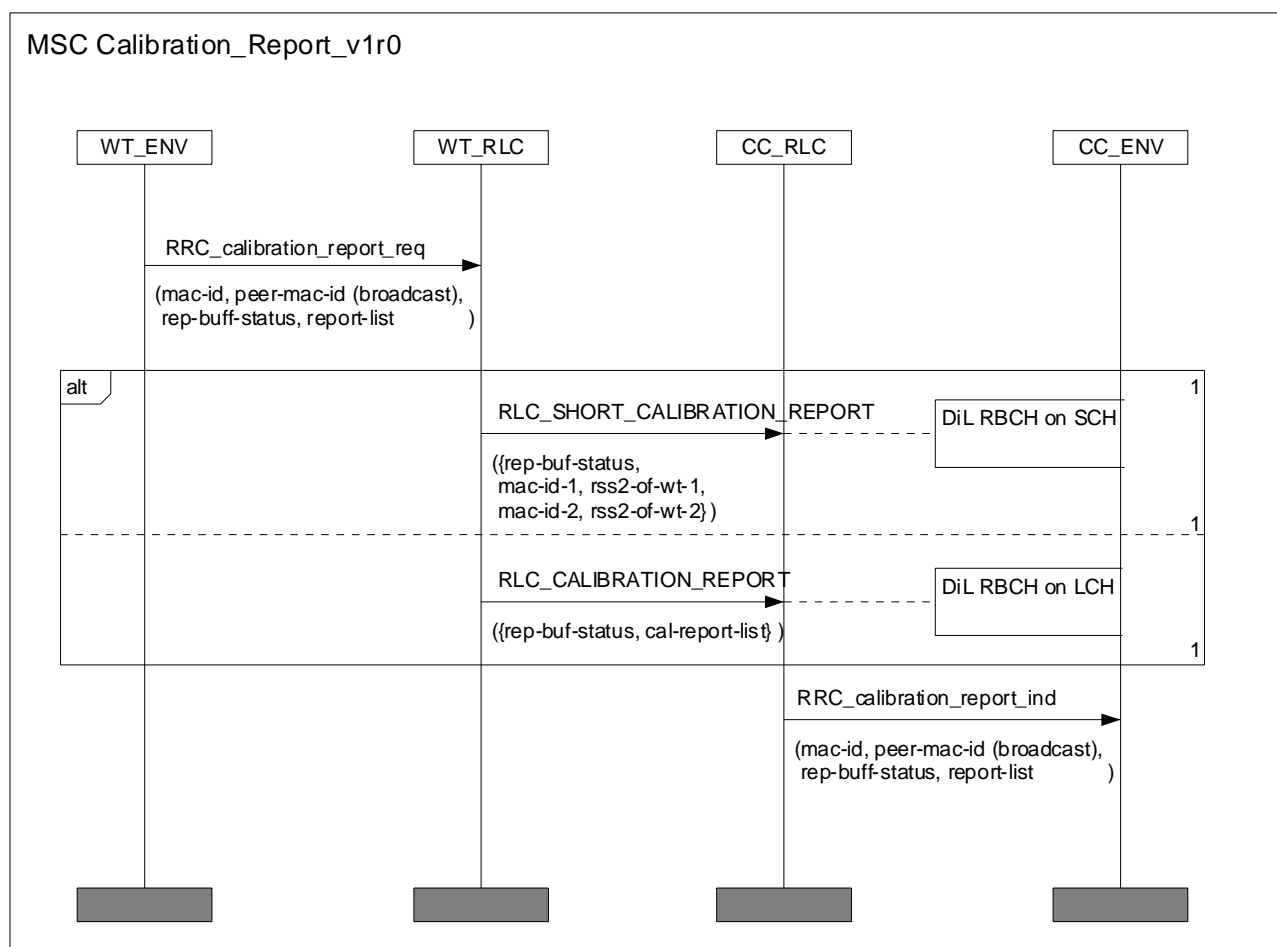 MSC Calibration_Report_v1r0
WT_ENV
WT_RLC
CC_RLC
CC_ENV
RRC_calibration_report_req
(mac-id, peer-mac-id (broadcast),
rep-buff-status, report-list )
alt
1
RLC_SHORT_CALIBRATION_REPORT
DiL RBCH on SCH
({rep-buf-status,
mac-id-1, rss2-of-wt-1,
mac-id-2, rss2-of-wt-2} )
1
RLC_CALIBRATION_REPORT
DiL RBCH on LCH
({rep-buf-status, cal-report-list} )
1
RRC_calibration_report_ind
(mac-id, peer-mac-id (broadcast),
rep-buff-status, report-list )